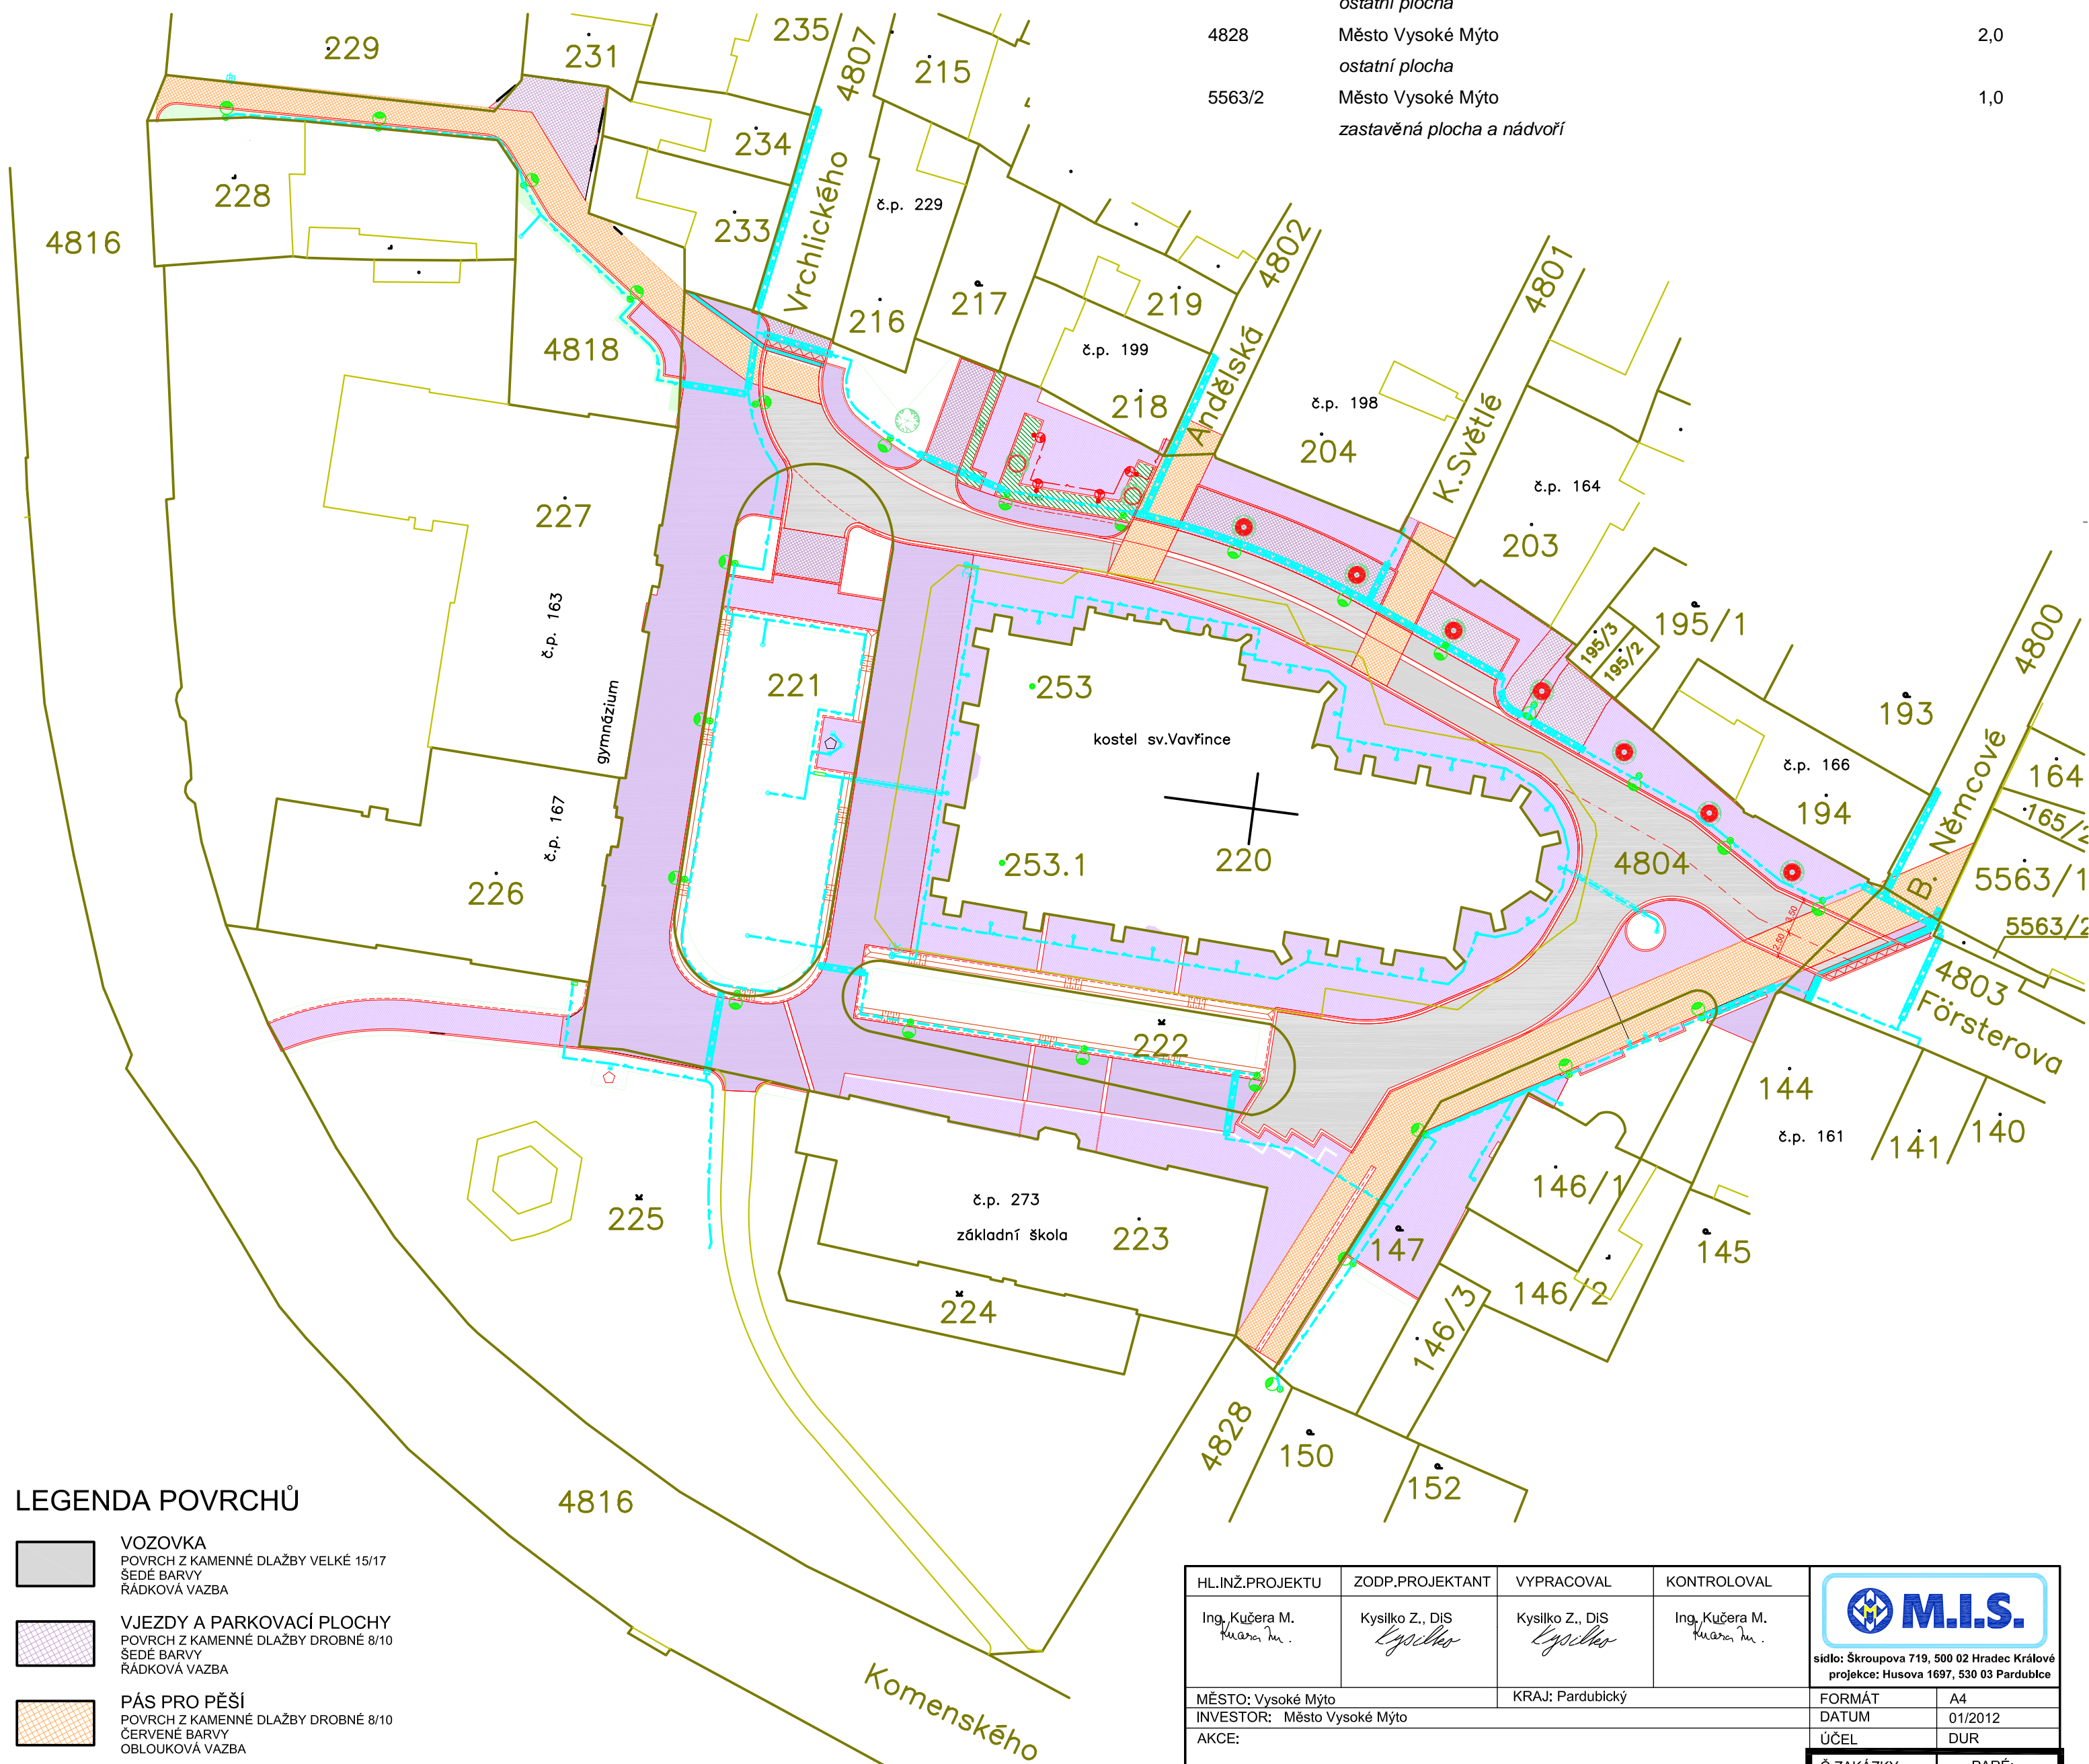 ostatní plocha
4828 Město Vysoké Mýto 2,0
ostatní plocha
5563/2 Město Vysoké Mýto 1,0
zastavěná plocha a nádvoří
229
231
235
4807
215
234
228
233
Vrchlického
č.p. 229
4816
4802
4801
216
217
219
4818
č.p. 199
218
Andělská
č.p. 198
204
K.Světlé
č.p. 164
203
227
č.p. 163
gymnázium
195/3
195/2
195/1
4800
193
221
253
kostel sv.Vavřince
č.p. 166
194
B. Němcové
164
165/2
226
č.p. 167
253.1
220
4804
5563/1
5563/2
3,50
2,50
4803
Försterova
222
144
č.p. 161
141
140
225
č.p. 273
základní škola
223
224
146/1
147
145
146/2
146/3
4828
150
152
4816
Komenského
LEGENDA POVRCHŮ
VOZOVKA
POVRCH Z KAMENNÉ DLAŽBY VELKÉ 15/17
ŠEDÉ BARVY
ŘÁDKOVÁ VAZBA
VJEZDY A PARKOVACÍ PLOCHY
POVRCH Z KAMENNÉ DLAŽBY DROBNÉ 8/10
ŠEDÉ BARVY
ŘÁDKOVÁ VAZBA
PÁS PRO PĚŠÍ
POVRCH Z KAMENNÉ DLAŽBY DROBNÉ 8/10
ČERVENÉ BARVY
OBLOUKOVÁ VAZBA
HL.INŽ.PROJEKTU ZODP.PROJEKTANT VYPRACOVAL KONTROLOVAL
Ing.Kučera M. Kysilko Z., DiS Kysilko Z., DiS Ing.Kučera M.
M.I.S.
sídlo: Škroupova 719, 500 02 Hradec Králové
projekce: Husova 1697, 530 03 Pardubice
MĚSTO: Vysoké Mýto KRAJ: Pardubický FORMÁT A4
INVESTOR: Město Vysoké Mýto DATUM 01/2012
AKCE: ÚČEL DUR
Č.ZAKÁZKY PARÉ: